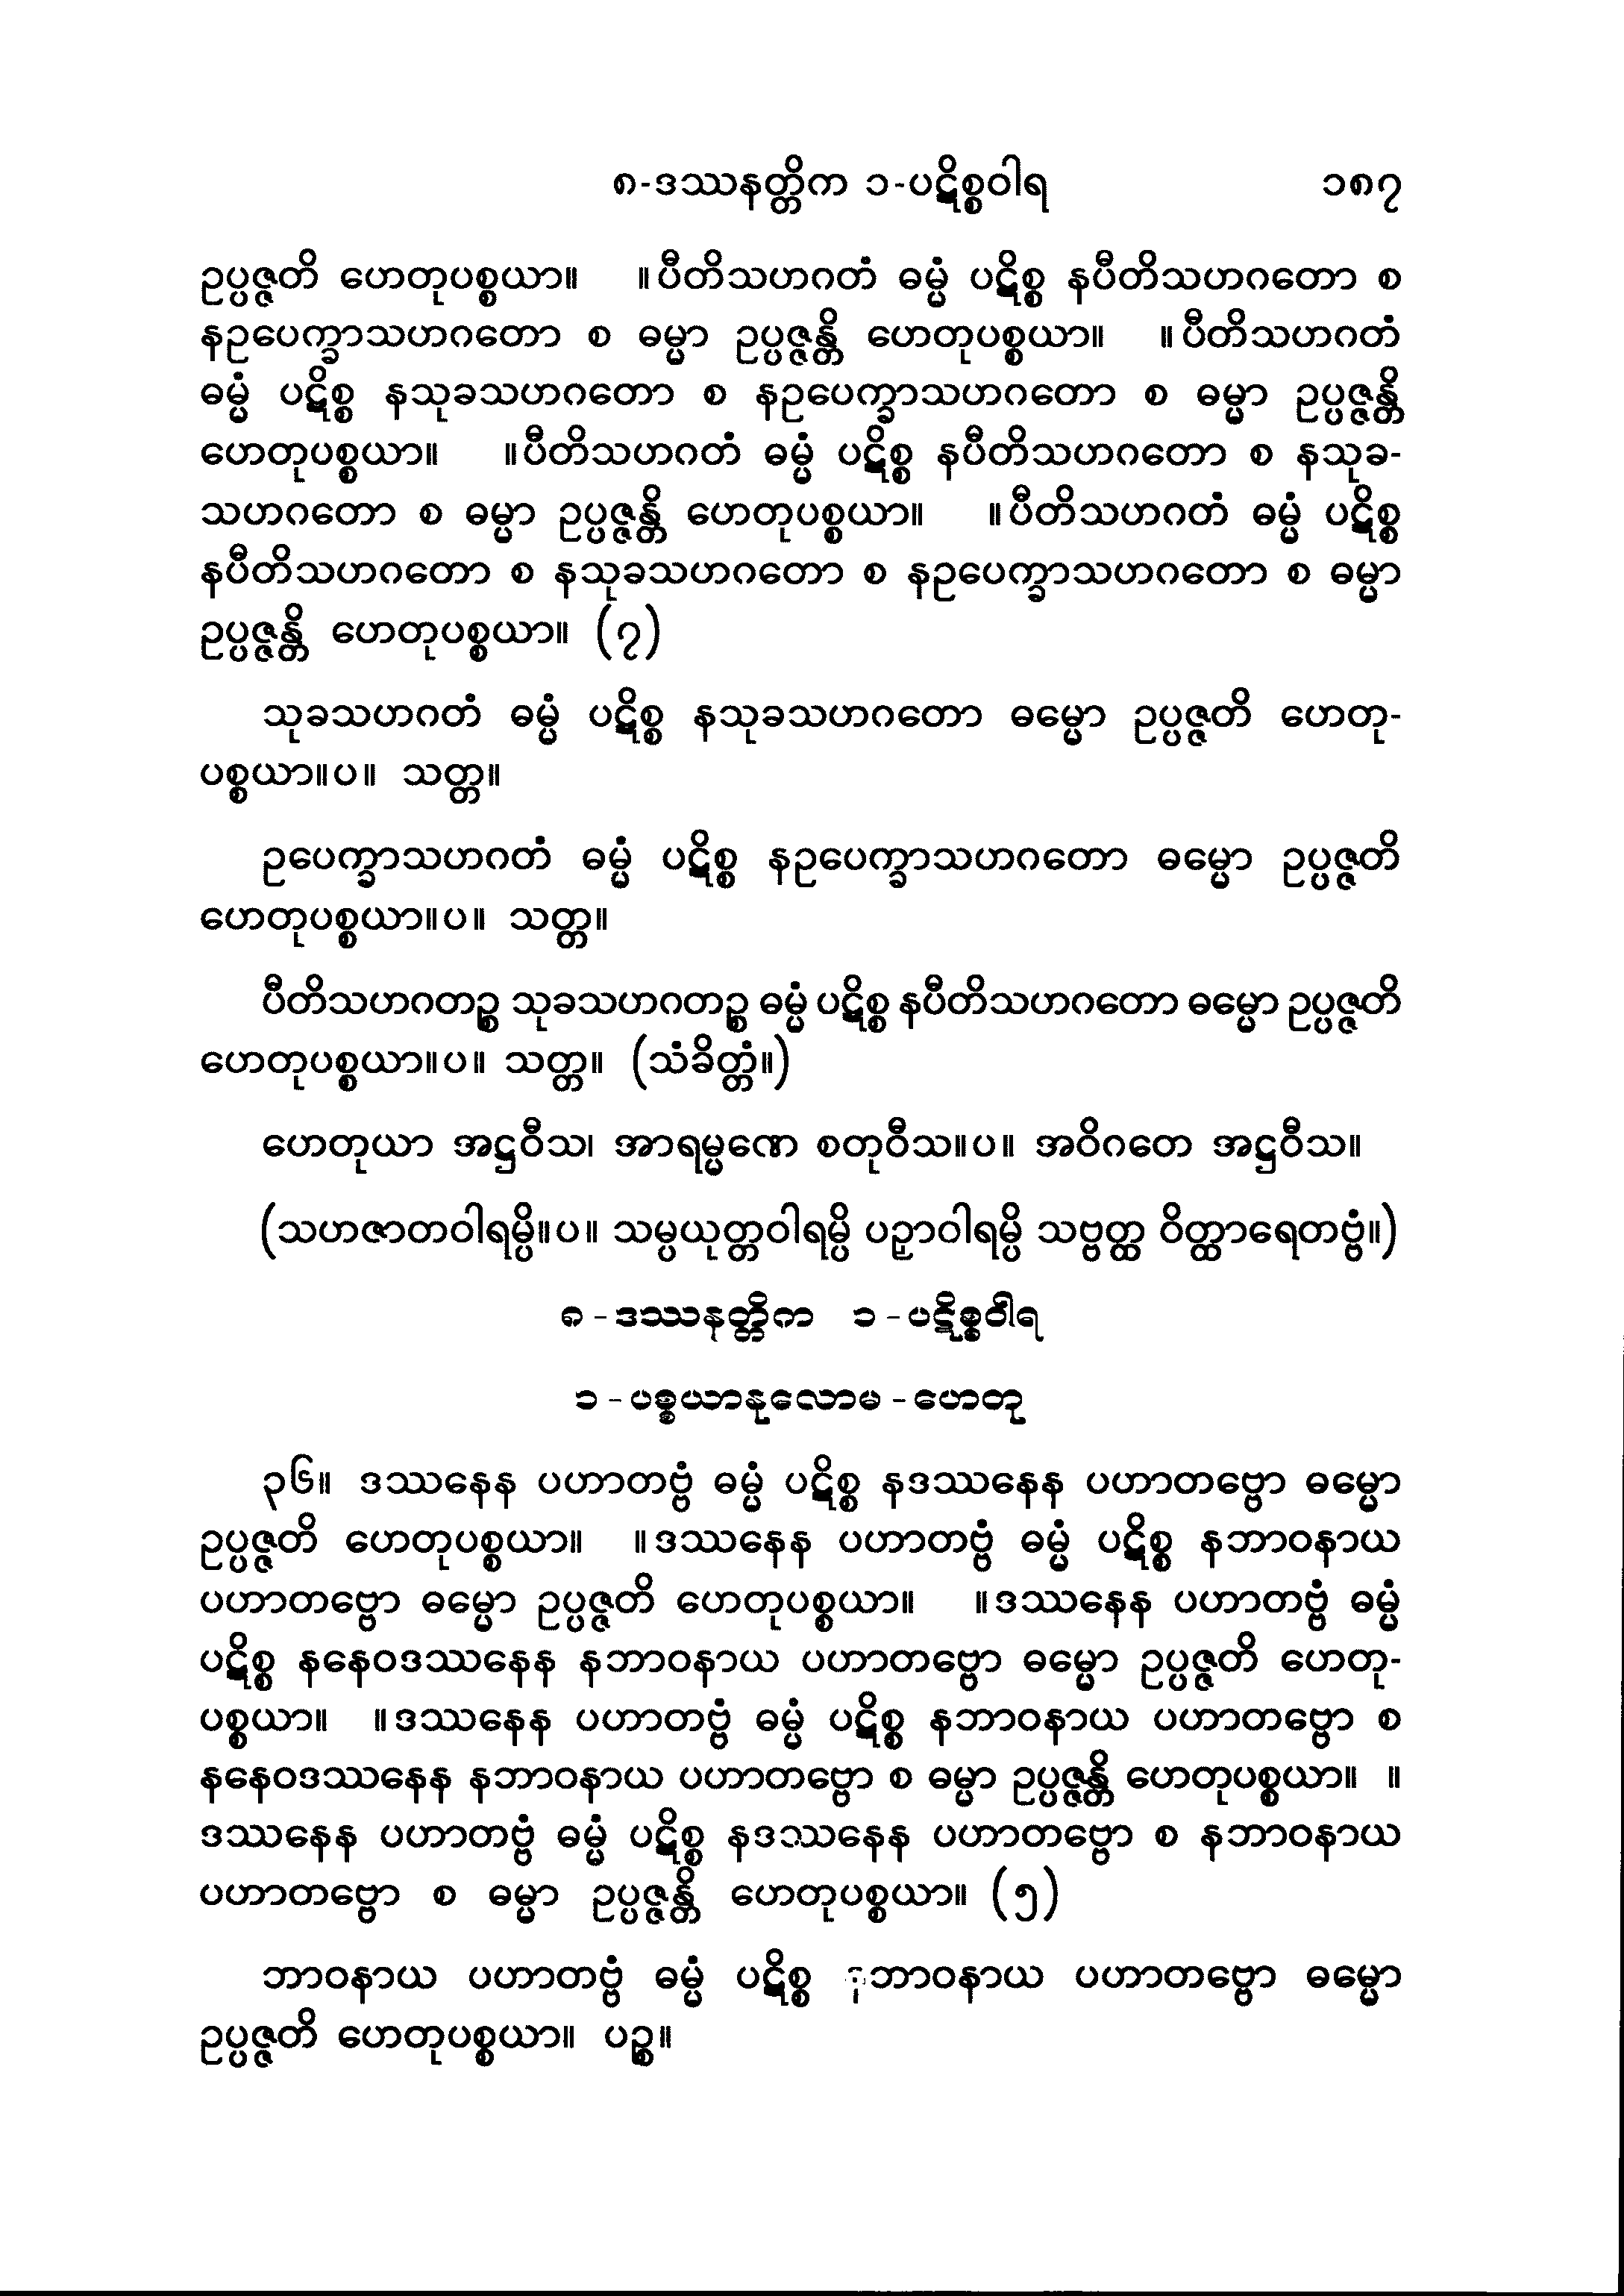 ၈-ဒဿနတ္တိက ၁-ပဋိစ္စဝါရ ၁၈၇
ဥပ္ပဇ္ဇတိ ဟေတုပစ္စယာ။ ။ပီတိသဟဂတံ ဓမ္မံ ပဋိစ္စ နပီတိသဟဂတော စ
နဥပေက္ခာသဟဂတော စ ဓမ္မာ ဥပ္ပဇ္ဇန္တိ ဟေတုပစ္စယာ။ ။ပီတိသဟဂတံ
ဓမ္မံ ပဋိစ္စ နသုခသဟဂတော စ နဥပေက္ခာသဟဂတော စ ဓမ္မာ ဥပ္ပဇ္ဇန္တိ
ဟေတုပစ္စယာ။ ။ပီတိသဟဂတံ ဓမ္မံ ပဋိစ္စ နပီတိသဟဂတော စ နသုခ-
သဟဂတော စ ဓမ္မာ ဥပ္ပဇ္ဇန္တိ ဟေတုပစ္စယာ။ ။ပီတိသဟဂတံ ဓမ္မံ ပဋိစ္စ
နပီတိသဟဂတော စ နသုခသဟဂတော စ နဥပေက္ခာသဟဂတော စ ဓမ္မာ
ဥပ္ပဇ္ဇန္တိ ဟေတုပစ္စယာ။ (၇)
သုခသဟဂတံ ဓမ္မံ ပဋိစ္စ နသုခသဟဂတော ဓမ္မော ဥပ္ပဇ္ဇတိ ဟေတု-
ပစ္စယာ။ပ။ သတ္တ။
ဥပေက္ခာသဟဂတံ ဓမ္မံ ပဋိစ္စ နဥပေက္ခာသဟဂတော ဓမ္မော ဥပ္ပဇ္ဇတိ
ဟေတုပစ္စယာ။ပ။ သတ္တ။
ပီတိသဟဂတဉ္စ သုခသဟဂတဉ္စ ဓမ္မံ ပဋိစ္စ နပီတိသဟဂတော ဓမ္မော ဥပ္ပဇ္ဇတိ
ဟေတုပစ္စယာ။ပ။ သတ္တ။ (သံခိတ္တံ။)
ဟေတုယာ အဋ္ဌဝီသ၊ အာရမ္မဏေ စတုဝီသ။ပ။ အဝိဂတေ အဋ္ဌဝီသ။
(သဟဇာတဝါရမ္ပိ။ပ။ သမ္ပယုတ္တဝါရမ္ပိ ပဉှာဝါရမ္ပိ သဗ္ဗတ္ထ ဝိတ္ထာရေတဗ္ဗံ။)
၈ - ဒဿနတ္တိက ၁ - ပဋိစ္စဝါရ
၁ - ပစ္စယာနုလောမ - ဟေတု
၃၆။ ဒဿနေန ပဟာတဗ္ဗံ ဓမ္မံ ပဋိစ္စ နဒဿနေန ပဟာတဗ္ဗော ဓမ္မော
ဥပ္ပဇ္ဇတိ ဟေတုပစ္စယာ။ ။ဒဿနေန ပဟာတဗ္ဗံ ဓမ္မံ ပဋိစ္စ နဘာဝနာယ
ပဟာတဗ္ဗော ဓမ္မော ဥပ္ပဇ္ဇတိ ဟေတုပစ္စယာ။ ။ဒဿနေန ပဟာတဗ္ဗံ ဓမ္မံ
ပဋိစ္စ နနေဝဒဿနေန နဘာဝနာယ ပဟာတဗ္ဗော ဓမ္မော ဥပ္ပဇ္ဇတိ ဟေတု-
ပစ္စယာ။ ။ဒဿနေန ပဟာတဗ္ဗံ ဓမ္မံ ပဋိစ္စ နဘာဝနာယ ပဟာတဗ္ဗော စ
နနေဝဒဿနေန နဘာဝနာယ ပဟာတဗ္ဗော စ ဓမ္မာ ဥပ္ပဇ္ဇန္တိ ဟေတုပစ္စယာ။ ။
ဒဿနေန ပဟာတဗ္ဗံ ဓမ္မံ ပဋိစ္စ နဒဿနေန ပဟာတဗ္ဗော စ နဘာဝနာယ
ပဟာတဗ္ဗော စ ဓမ္မာ ဥပ္ပဇ္ဇန္တိ ဟေတုပစ္စယာ။ (၅)
ဘာဝနာယ ပဟာတဗ္ဗံ ဓမ္မံ ပဋိစ္စ နဘာဝနာယ ပဟာတဗ္ဗော ဓမ္မော
ဥပ္ပဇ္ဇတိ ဟေတုပစ္စယာ။ ပဉ္စ။